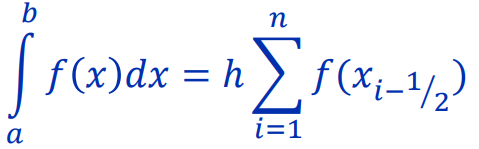 ∫_a^b f(x)dx = h ∑_{i=1}^n f(x_{i−1/2})